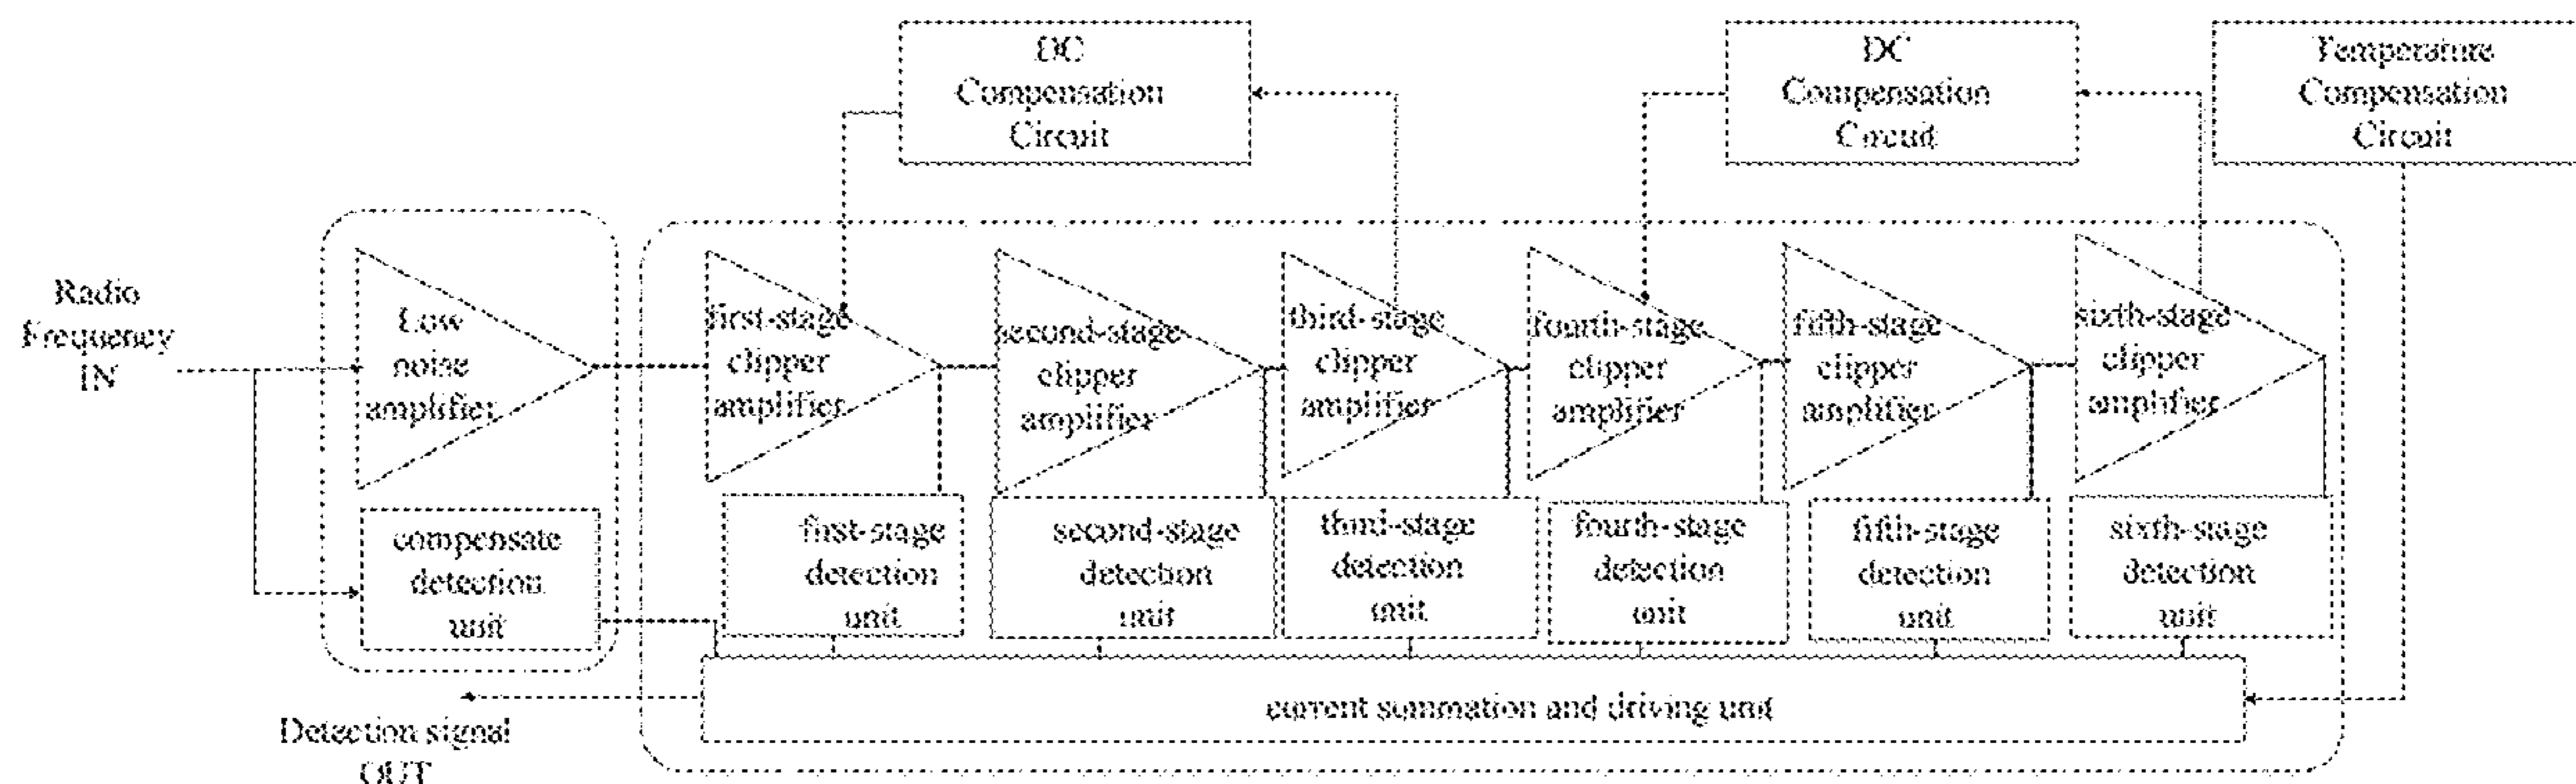 DC
Compensation
Circuit
DC
Compensation
Circuit
Temperature
Compensation
Circuit
Radio
Frequency
IN
Low
noise
amplifier
first-stage
clipper
amplifier
second-stage
clipper
amplifier
third-stage
clipper
amplifier
fourth-stage
clipper
amplifier
fifth-stage
clipper
amplifier
sixth-stage
clipper
amplifier
compensate
detection
unit
first-stage
detection
unit
second-stage
detection
unit
third-stage
detection
unit
fourth-stage
detection
unit
fifth-stage
detection
unit
sixth-stage
detection
unit
current summation and driving unit
Detection signal
OUT